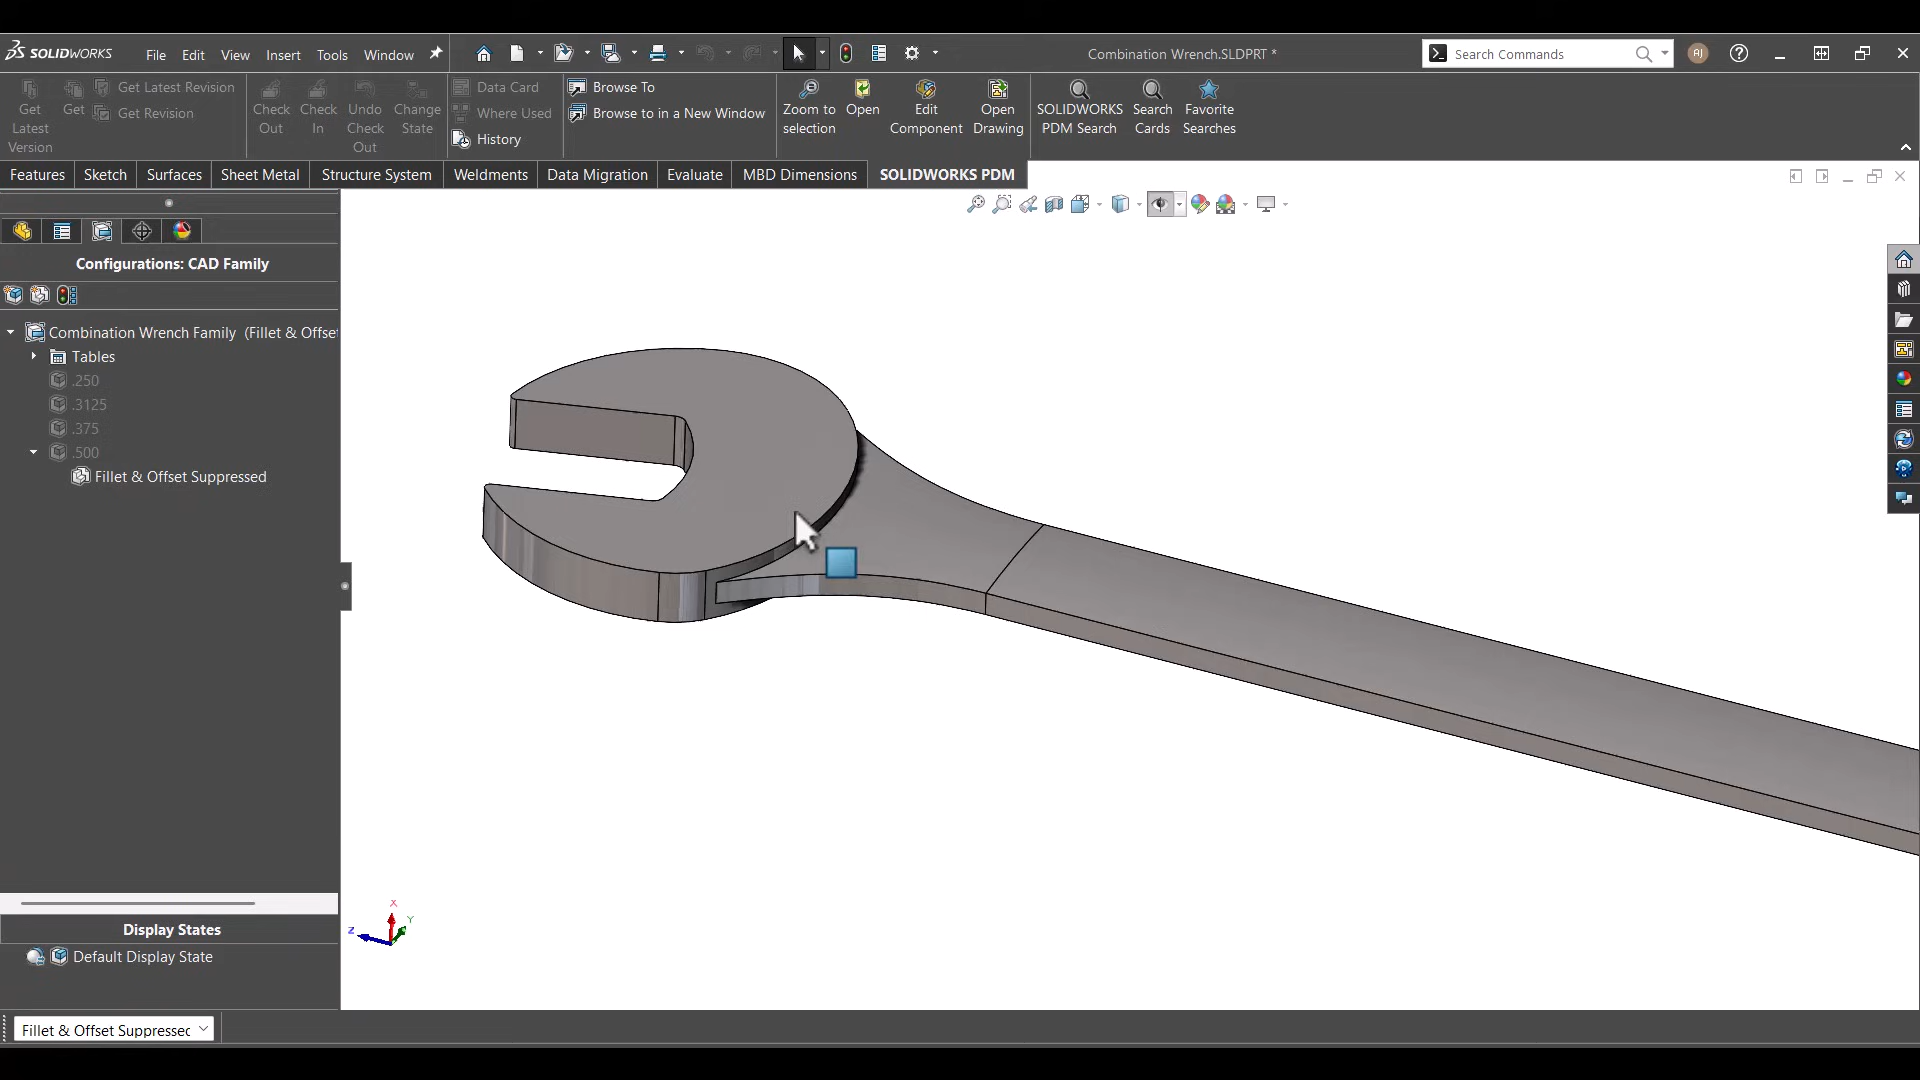 SOLIDWORKS
File Edit View Insert Tools Window
Combination Wrench.SLDPRT *
Search Commands
AJ
Get Latest Version
Get
Get Latest Revision
Get Revision
Check Out
Check In
Undo Check Out
Change State
Data Card
Where Used
History
Browse To
Browse to in a New Window
Zoom to selection
Open
Edit Component
Open Drawing
SOLIDWORKS PDM Search
Search Cards
Favorite Searches
Features Sketch Surfaces Sheet Metal Structure System Weldments Data Migration Evaluate MBD Dimensions SOLIDWORKS PDM
Configurations: CAD Family
Combination Wrench Family (Fillet & Offse
Tables
.250
.3125
.375
.500
Fillet & Offset Suppressed
X
Y
Z
Display States
Default Display State
Fillet & Offset Suppressec